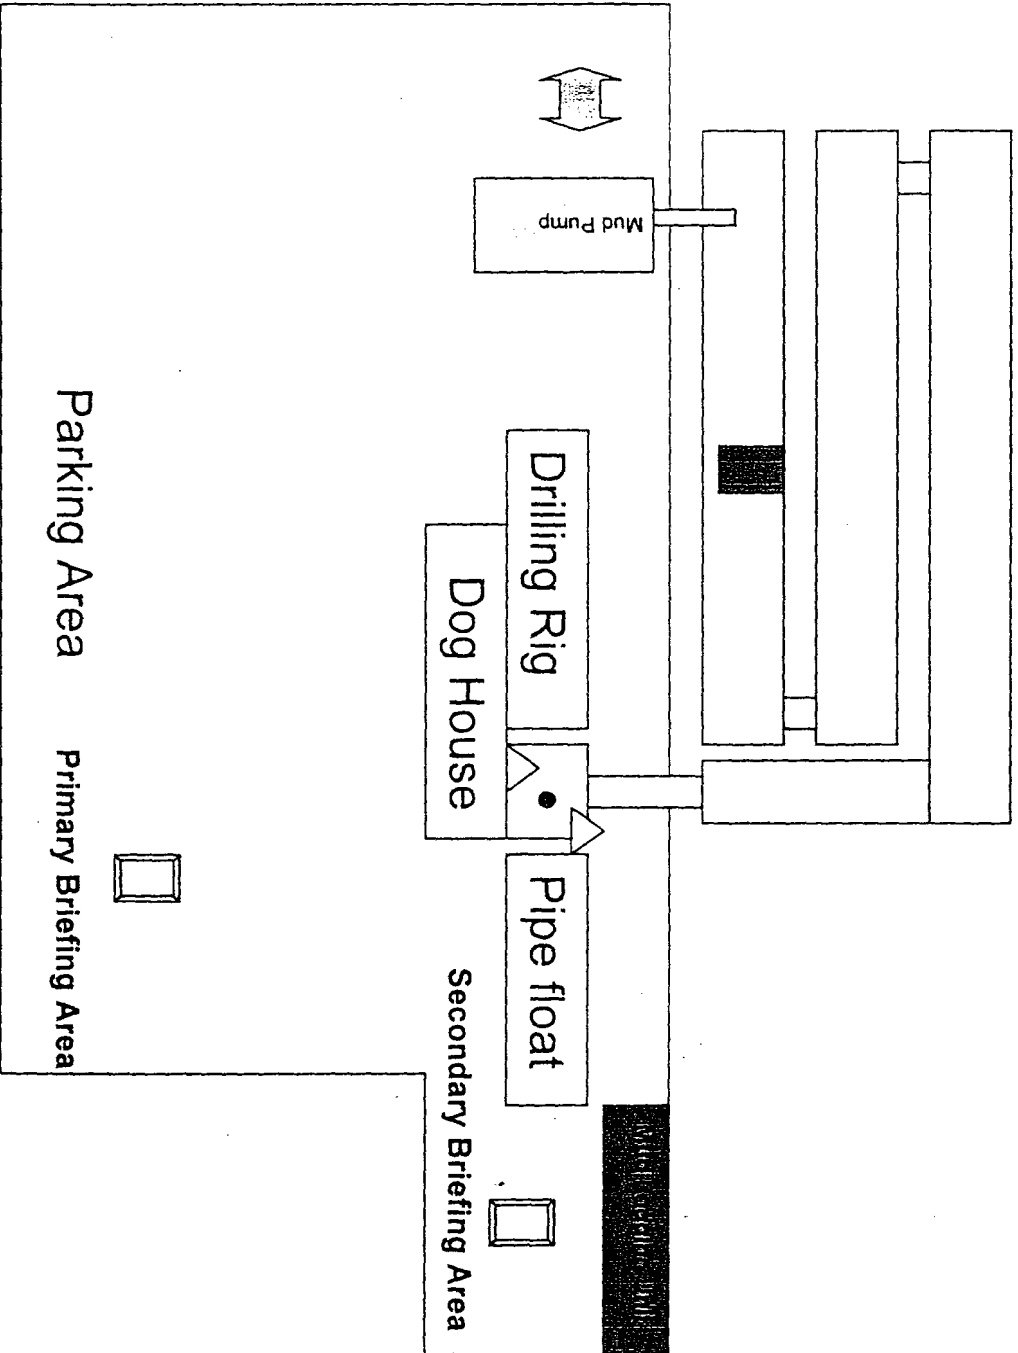 Mud Pump
Drilling Rig
Dog House
Pipe float
Parking Area
Primary Briefing Area
Secondary Briefing Area